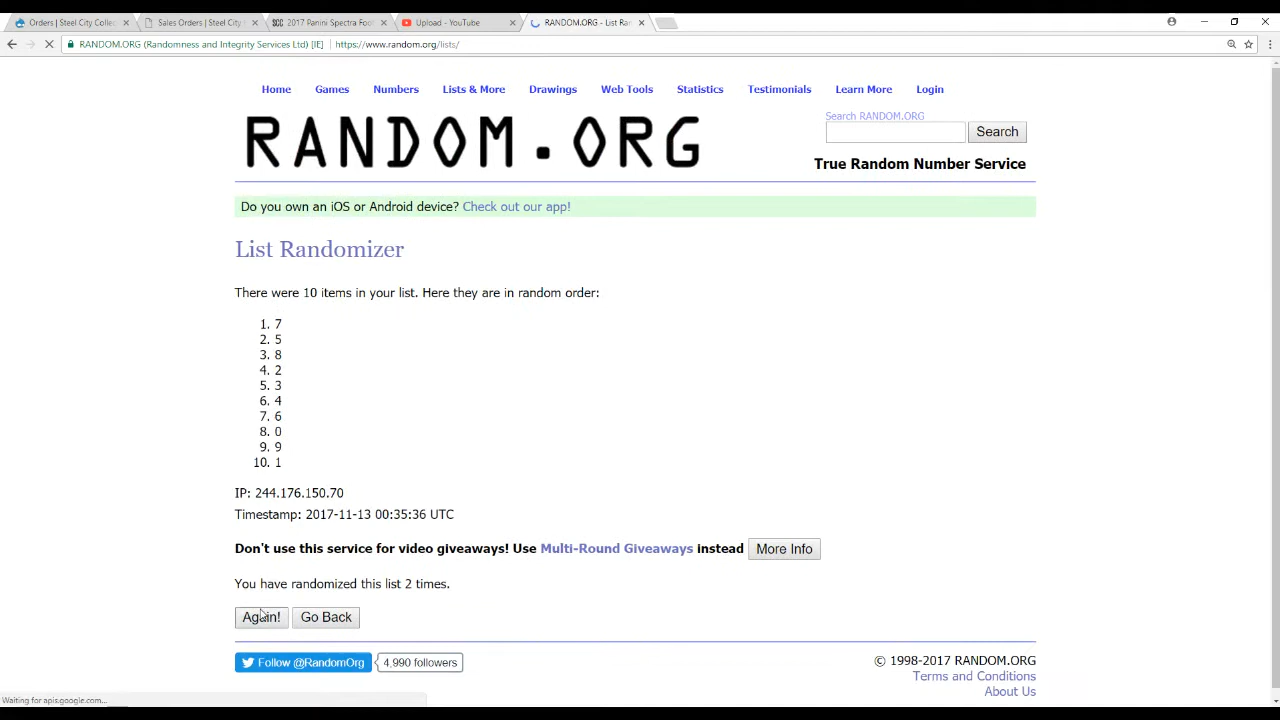 Orders | Steel City Collec
Sales Orders | Steel City
2017 Panini Spectra Foo
Upload - YouTube
RANDOM.ORG - List Ran
RANDOM.ORG (Randomness and Integrity Services Ltd) [IE] https://www.random.org/lists/
Home Games Numbers Lists & More Drawings Web Tools Statistics Testimonials Learn More Login
RANDOM.ORG
Search RANDOM.ORG
Search
True Random Number Service
Do you own an iOS or Android device? Check out our app!
List Randomizer
There were 10 items in your list. Here they are in random order:
1. 7
2. 5
3. 8
4. 2
5. 3
6. 4
7. 6
8. 0
9. 9
10. 1
IP: 244.176.150.70
Timestamp: 2017-11-13 00:35:36 UTC
Don't use this service for video giveaways! Use Multi-Round Giveaways instead More Info
You have randomized this list 2 times.
Again! Go Back
Follow @RandomOrg 4,990 followers
© 1998-2017 RANDOM.ORG
Terms and Conditions
About Us
Waiting for apis.google.com...